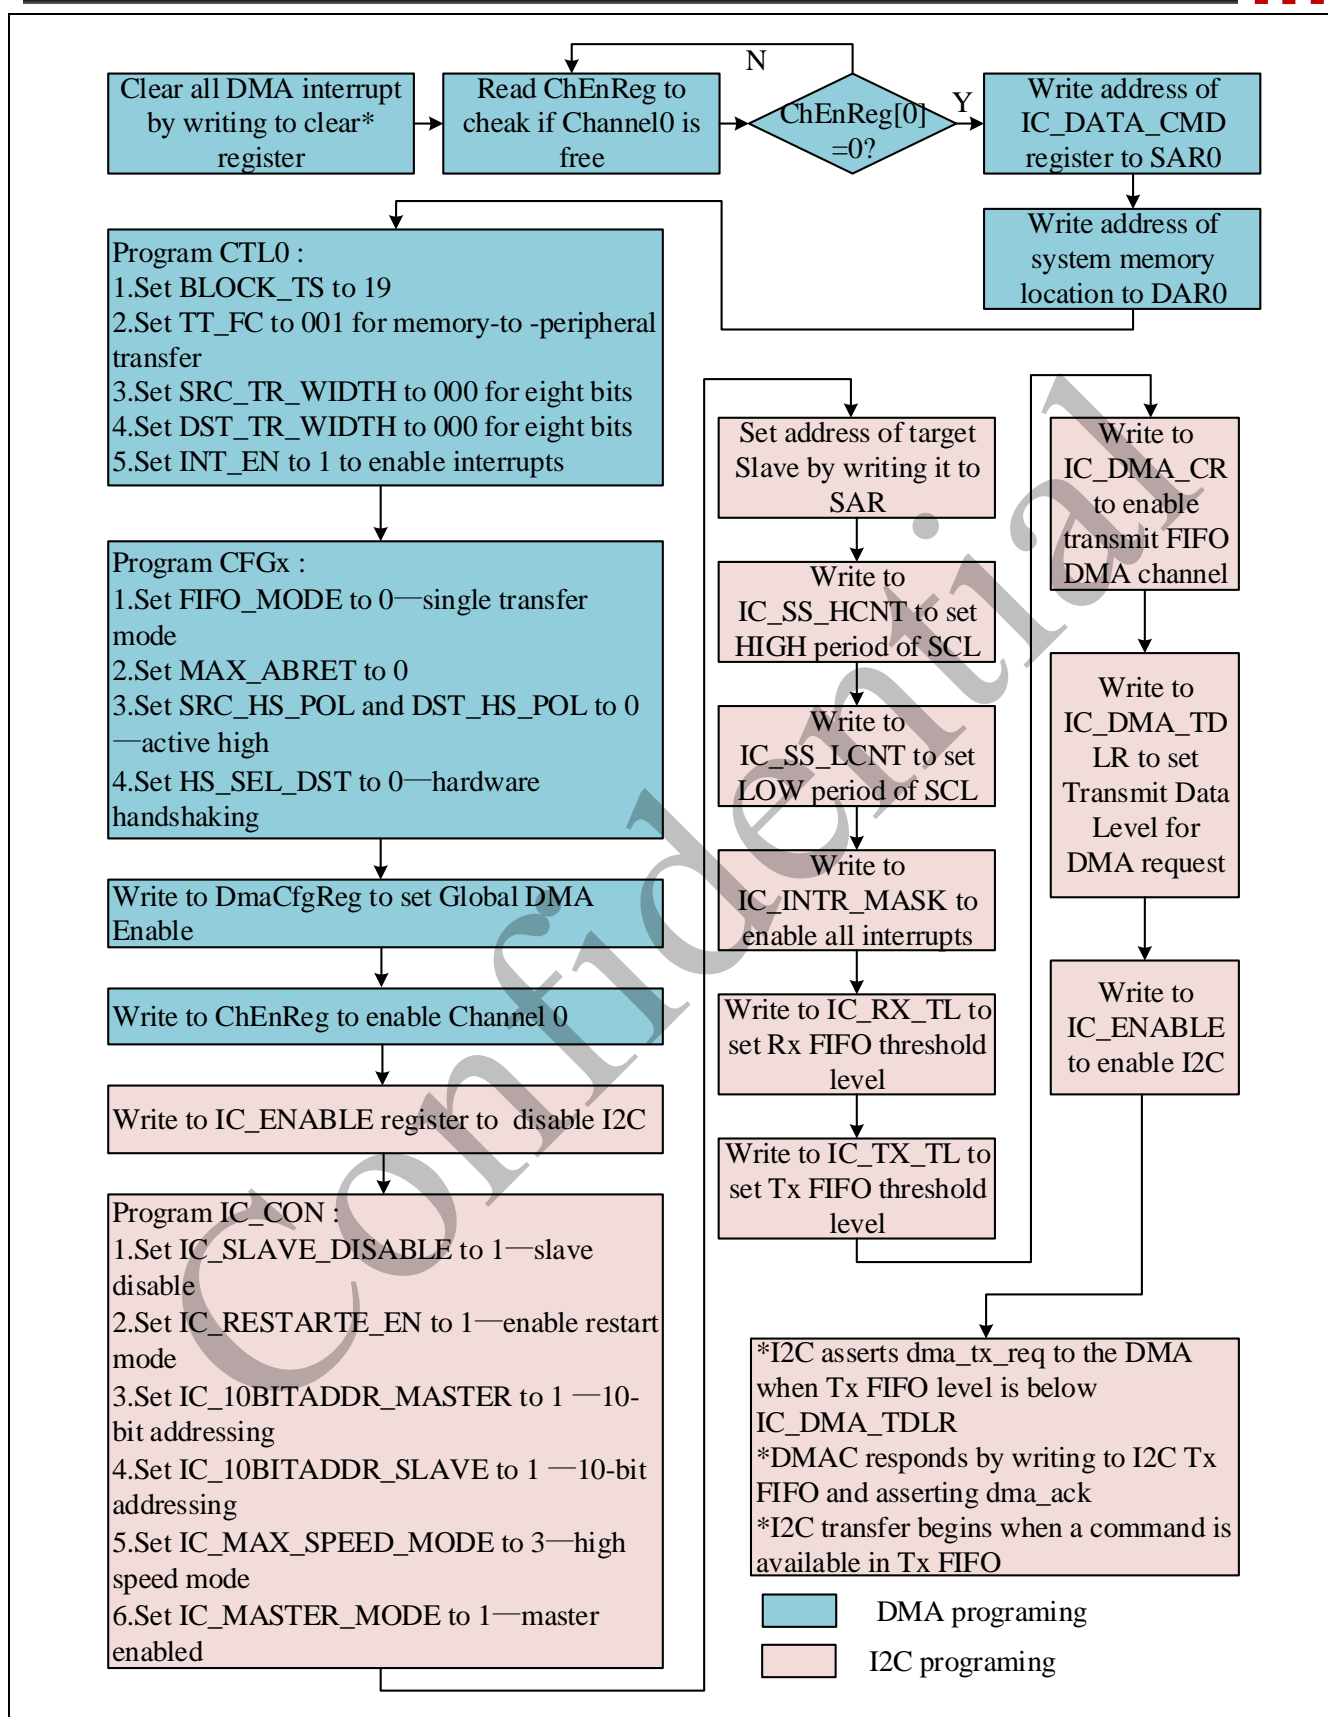 Clear all DMA interrupt
by writing to clear*
register
Read ChEnReg to
cheak if Channel0 is
free
N
ChEnReg[0]
=0?
Y
Write address of
IC_DATA_CMD
register to SAR0
Write address of
system memory
location to DAR0
Program CTL0 :
1.Set BLOCK_TS to 19
2.Set TT_FC to 001 for memory-to -peripheral
transfer
3.Set SRC_TR_WIDTH to 000 for eight bits
4.Set DST_TR_WIDTH to 000 for eight bits
5.Set INT_EN to 1 to enable interrupts
Program CFGx :
1.Set FIFO_MODE to 0—single transfer
mode
2.Set MAX_ABRET to 0
3.Set SRC_HS_POL and DST_HS_POL to 0
—active high
4.Set HS_SEL_DST to 0—hardware
handshaking
Write to DmaCfgReg to set Global DMA
Enable
Write to ChEnReg to enable Channel 0
Write to IC_ENABLE register to  disable I2C
Program IC_CON :
1.Set IC_SLAVE_DISABLE to 1—slave
disable
2.Set IC_RESTARTE_EN to 1—enable restart
mode
3.Set IC_10BITADDR_MASTER to 1 —10-
bit addressing
4.Set IC_10BITADDR_SLAVE to 1 —10-bit
addressing
5.Set IC_MAX_SPEED_MODE to 3—high
speed mode
6.Set IC_MASTER_MODE to 1—master
enabled
Set address of target
Slave by writing it to
SAR
Write to
IC_SS_HCNT to set
HIGH period of SCL
Write to
IC_SS_LCNT to set
LOW period of SCL
Write to
IC_INTR_MASK to
enable all interrupts
Write to IC_RX_TL to
set Rx FIFO threshold
level
Write to IC_TX_TL to
set Tx FIFO threshold
level
Write to
IC_DMA_CR
to enable
transmit FIFO
DMA channel
Write to
IC_DMA_TD
LR to set
Transmit Data
Level for
DMA request
Write to
IC_ENABLE
to enable I2C
*I2C asserts dma_tx_req to the DMA
when Tx FIFO level is below
IC_DMA_TDLR
*DMAC responds by writing to I2C Tx
FIFO and asserting dma_ack
*I2C transfer begins when a command is
available in Tx FIFO
DMA programing
I2C programing
Confidential